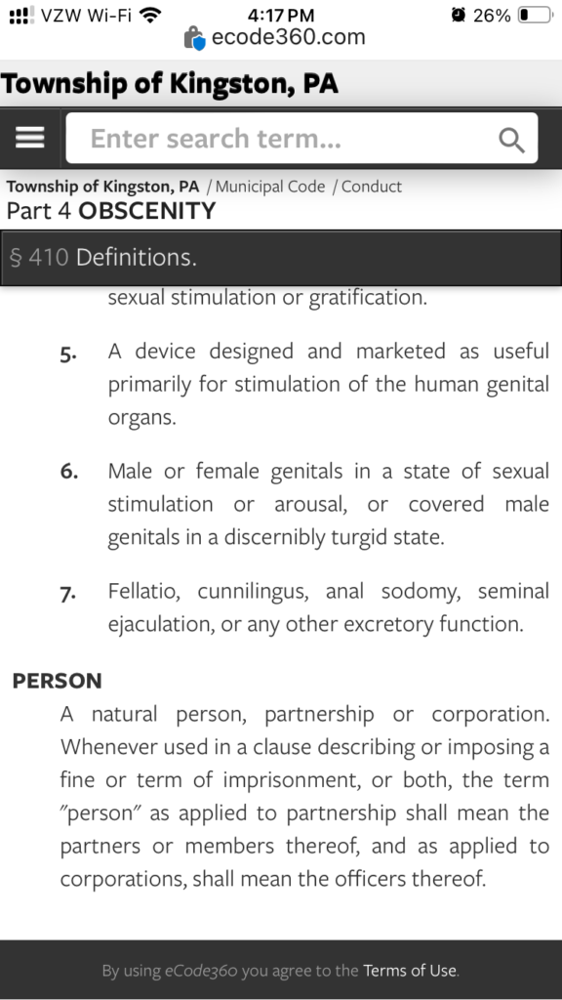 VZW Wi-Fi 4:17 PM 26%
ecode360.com
Township of Kingston, PA
Enter search term...
Township of Kingston, PA / Municipal Code / Conduct
Part 4 OBSCENITY
§ 410 Definitions.
sexual stimulation or gratification.
5. A device designed and marketed as useful
primarily for stimulation of the human genital
organs.
6. Male or female genitals in a state of sexual
stimulation or arousal, or covered male
genitals in a discernibly turgid state.
7. Fellatio, cunnilingus, anal sodomy, seminal
ejaculation, or any other excretory function.
PERSON
A natural person, partnership or corporation.
Whenever used in a clause describing or imposing a
fine or term of imprisonment, or both, the term
"person" as applied to partnership shall mean the
partners or members thereof, and as applied to
corporations, shall mean the officers thereof.
By using eCode360 you agree to the Terms of Use.